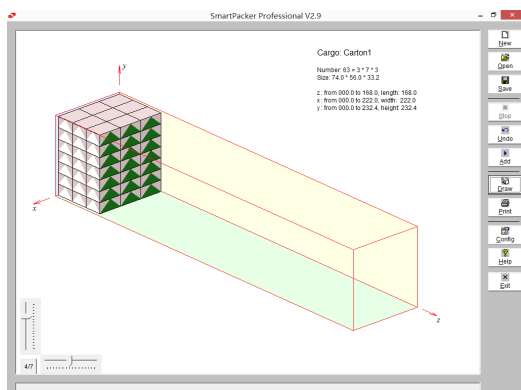 SmartPacker Professional V2.9
Cargo: Carton1
Number: 63 = 3 * 7 * 3
Size: 74.0 * 56.0 * 33.2
z : from 000.0 to 168.0, length: 168.0
x : from 000.0 to 222.0, width: 222.0
y : from 000.0 to 232.4, height: 232.4
y
x
z
4/7
New
Open
Save
Stop
Undo
Add
Draw
Print
Config
Help
Exit